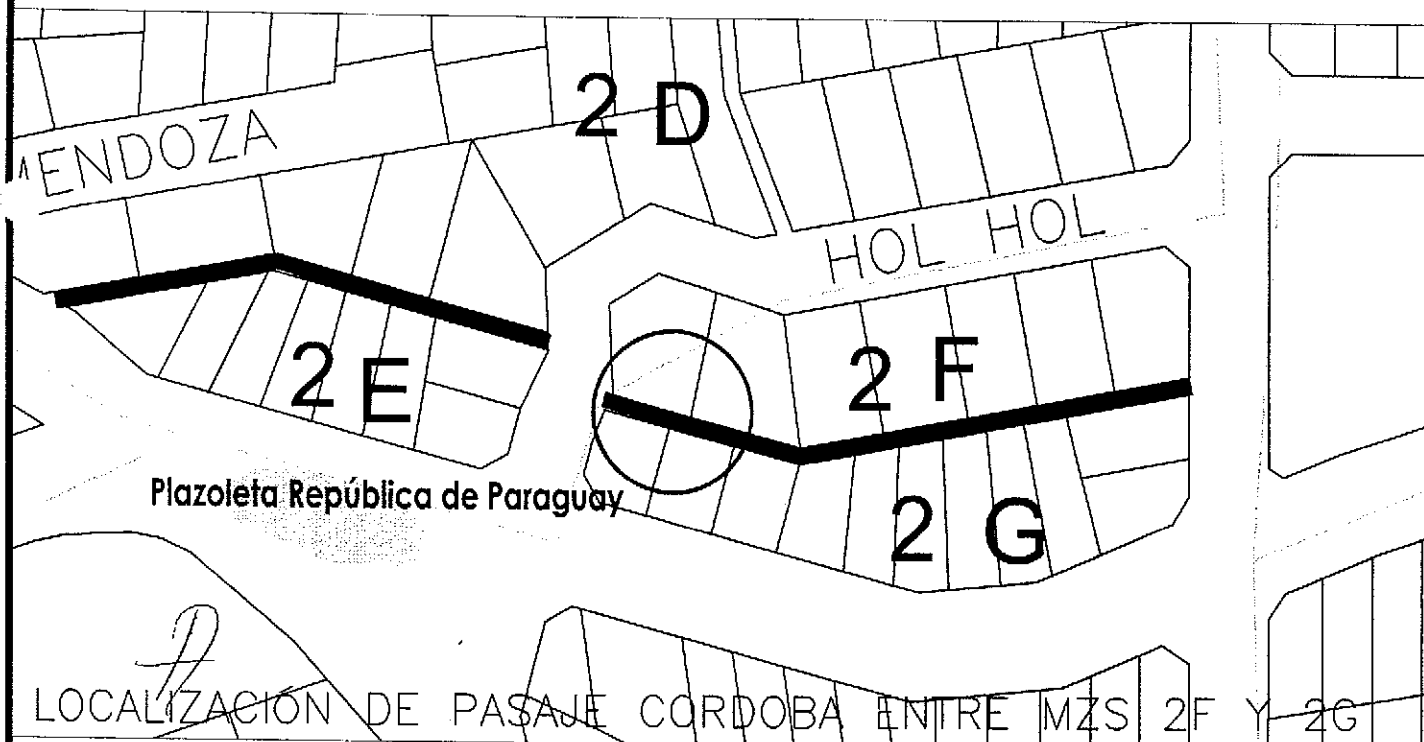 2 D
MENDOZA
HOL HOL
2 E
2 F
Plazoleta República de Paraguay
2 G
LOCALIZACIÓN DE PASAJE CORDOBA ENTRE MZS 2F Y 2G